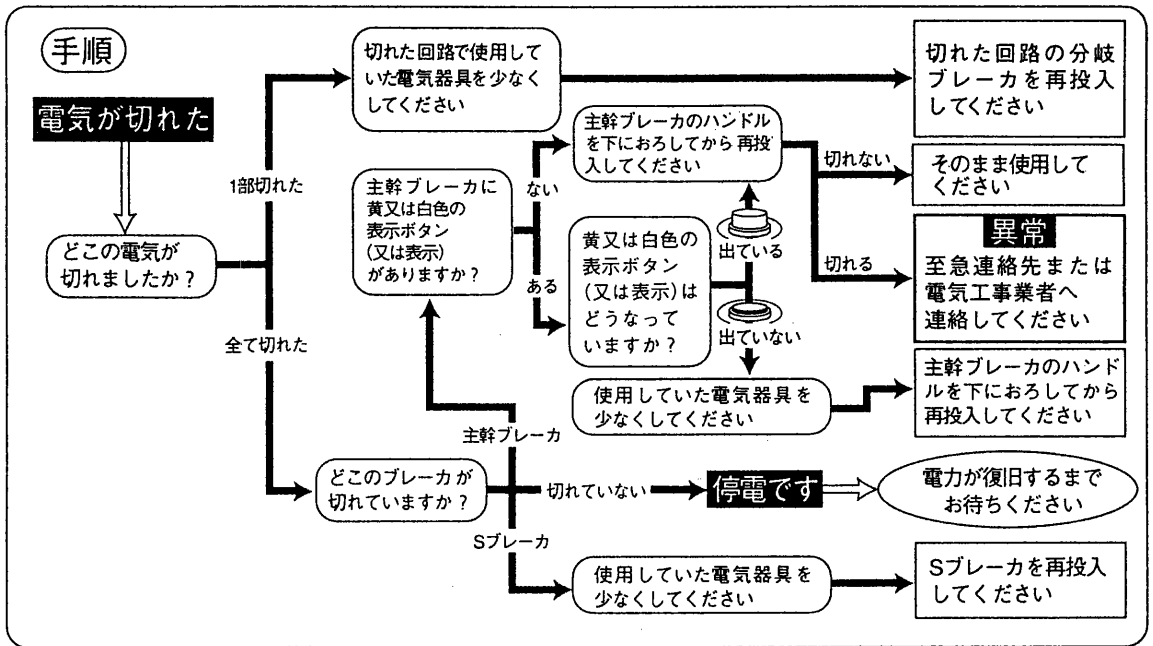 手順
電気が切れた
どこの電気が
切れましたか？
1部切れた
全て切れた
切れた回路で使用して
いた電気器具を少なく
してください
切れた回路の分岐
ブレーカを再投入
してください
主幹ブレーカに
黄又は白色の
表示ボタン
(又は表示)
がありますか？
ない
ある
主幹ブレーカのハンドル
を下におろしてから再投
入してください
切れない
そのまま使用して
ください
切れる
異常
至急連絡先または
電気工事業者へ
連絡してください
黄又は白色の
表示ボタン
(又は表示)は
どうなって
いますか？
出ている
出ていない
使用していた電気器具を
少なくしてください
主幹ブレーカのハンド
ルを下におろしてから
再投入してください
どこのブレーカが
切れていますか？
主幹ブレーカ
切れていない
停電です
電力が復旧するまで
お待ちください
Sブレーカ
使用していた電気器具を
少なくしてください
Sブレーカを再投入
してください